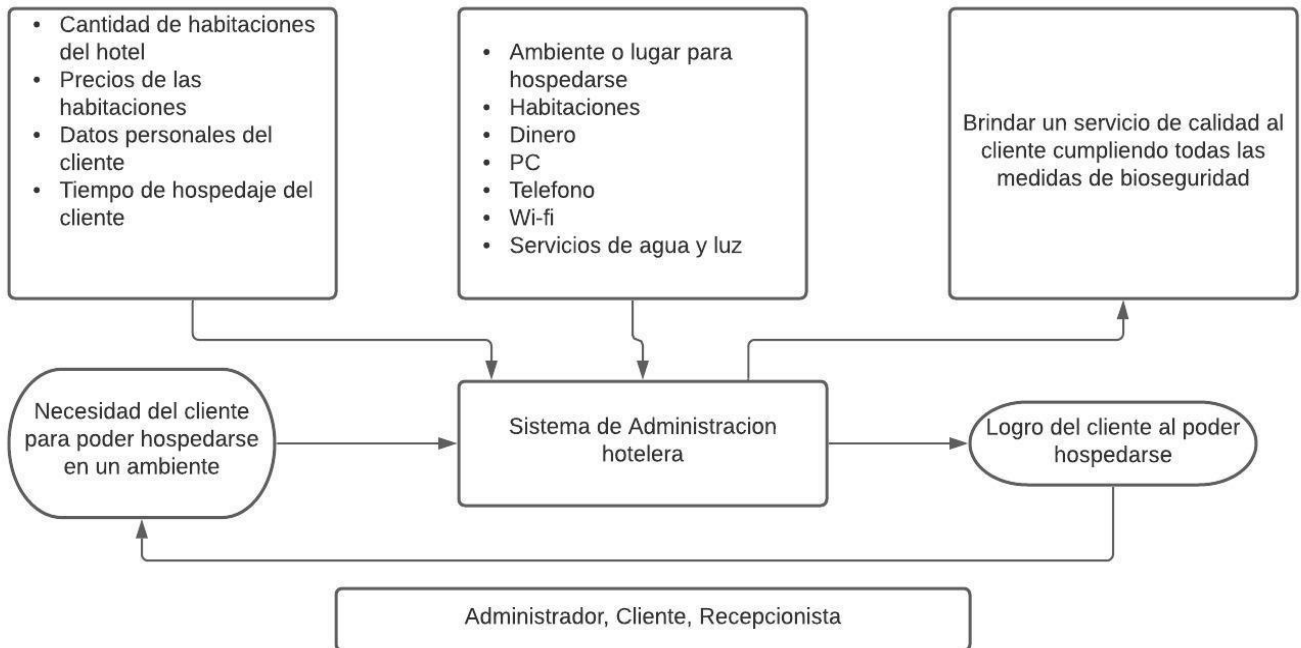 • Cantidad de habitaciones
del hotel
• Precios de las
habitaciones
• Datos personales del
cliente
• Tiempo de hospedaje del
cliente
• Ambiente o lugar para
hospedarse
• Habitaciones
• Dinero
• PC
• Telefono
• Wi-fi
• Servicios de agua y luz
Brindar un servicio de calidad al
cliente cumpliendo todas las
medidas de bioseguridad
Necesidad del cliente
para poder hospedarse
en un ambiente
Sistema de Administracion
hotelera
Logro del cliente al poder
hospedarse
Administrador, Cliente, Recepcionista